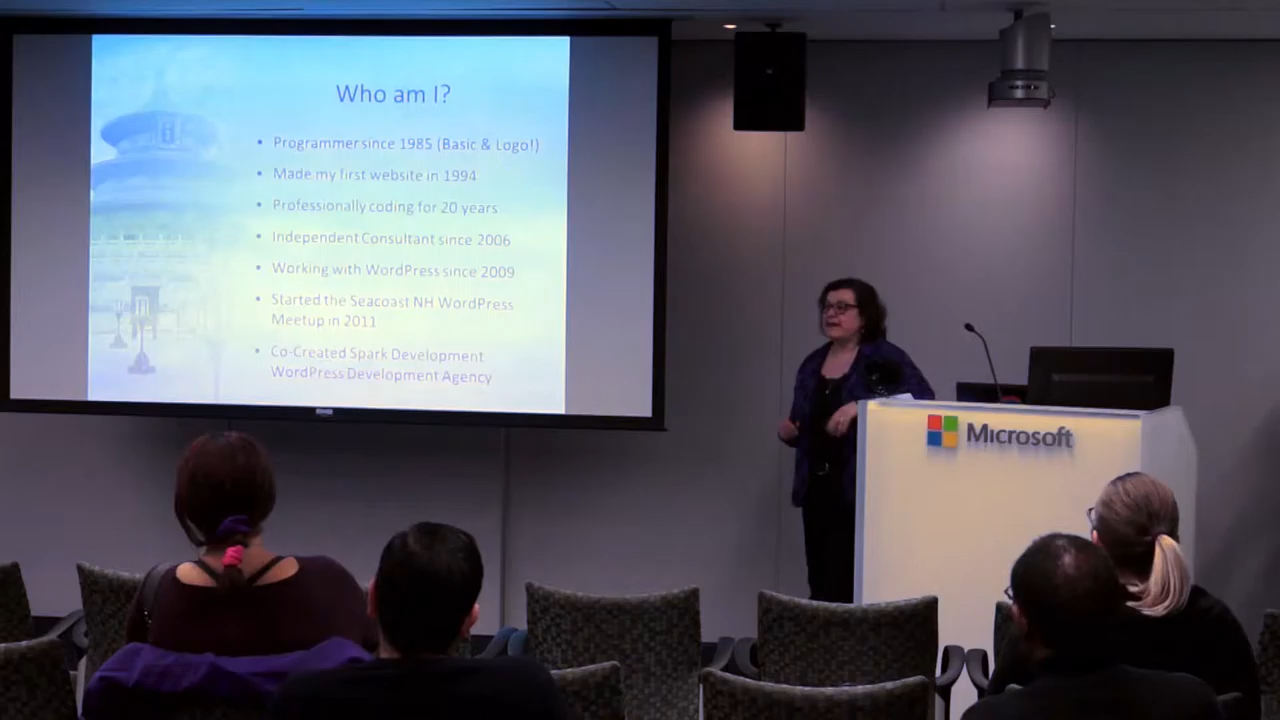 Who am I?
• Programmer since 1985 (Basic & Logo!)
• Made my first website in 1994
• Professionally coding for 20 years
• Independent Consultant since 2006
• Working with WordPress since 2009
• Started the Seacoast NH WordPress
Meetup in 2011
• Co-Created Spark Development
WordPress Development Agency
Microsoft